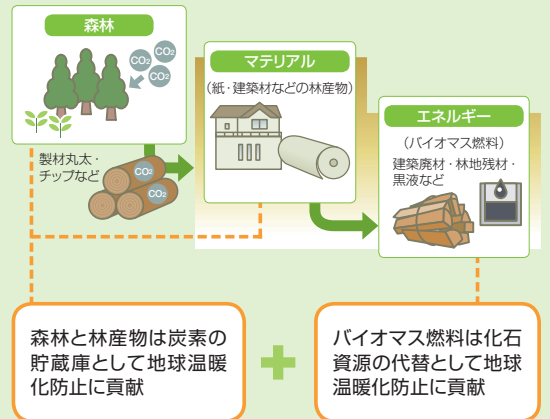 森林
CO2
CO2
CO2
CO2
製材丸太・
チップなど
CO2
CO2
マテリアル
(紙・建築材などの林産物)
エネルギー
(バイオマス燃料)
建築廃材・林地残材・
黒液など
森林と林産物は炭素の
貯蔵庫として地球温暖
化防止に貢献
+
バイオマス燃料は化石
資源の代替として地球
温暖化防止に貢献